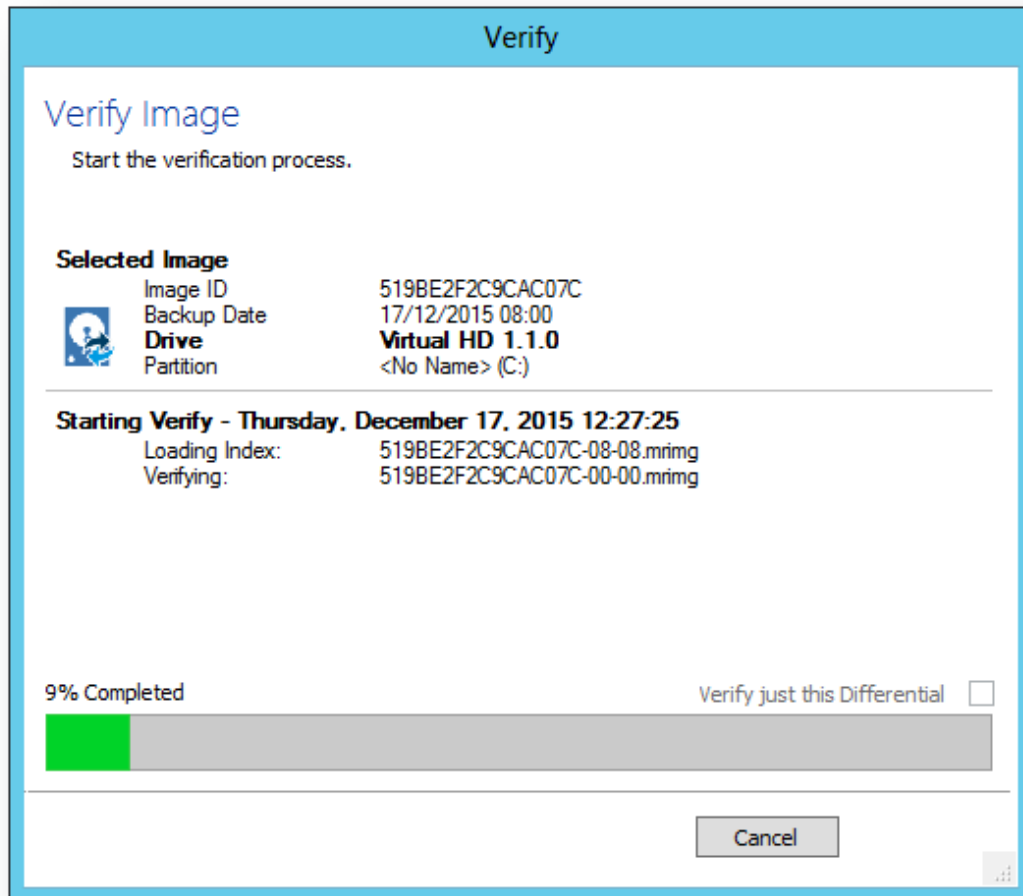 Verify
Verify Image
Start the verification process.
Selected Image
Image ID 519BE2F2C9CAC07C
Backup Date 17/12/2015 08:00
Drive Virtual HD 1.1.0
Partition <No Name> (C:)
Starting Verify - Thursday, December 17, 2015 12:27:25
Loading Index: 519BE2F2C9CAC07C-08-08.mrimg
Verifying: 519BE2F2C9CAC07C-00-00.mrimg
9% Completed Verify just this Differential
Cancel